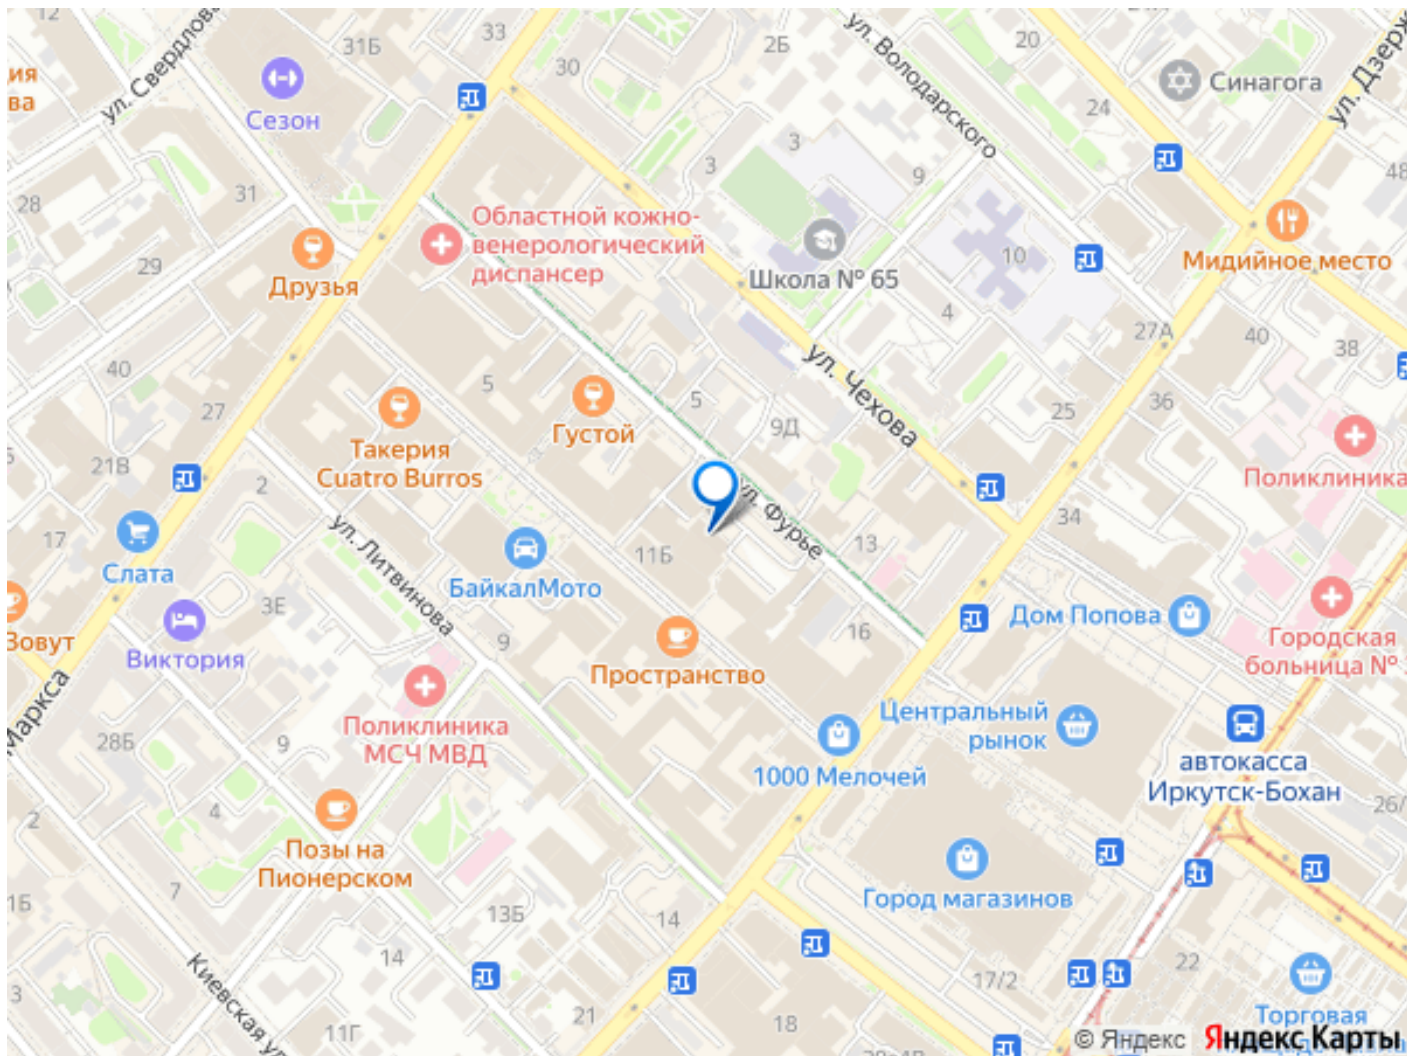 ул. Свердлова
31Б
33
30
2Б
ул. Володарского
20
24
Синагога
ул. Дзерж
48
ия
ва
Сезон
3
3
9
28
31
Областной кожно-
венерологический
диспансер
Школа № 65
10
Мидийное место
29
Друзья
4
27А
40
38
40
5
ул. Чехова
36
27
Густой
5
9Д
25
Такерия
Cuatro Burros
Поликлиника
5
21В
2
17
Слата
ул. Литвинова
БайкалМото
11Б
ул. Фурье
13
34
3Е
9
Зовут
Виктория
Пространство
16
Дом Попова
Городская
больница №
Маркса
28Б
9
Поликлиника
МСЧ МВД
Центральный
рынок
1000 Мелочей
автокасса
Иркутск-Бохан
26/
2
4
Позы на
Пионерском
7
1Б
13Б
14
Город магазинов
14
Киевская ул
3
11Г
21
18
17/2
22
Торговая
© Яндекс
Яндекс Карты